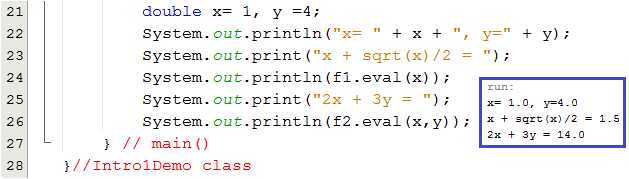 21 double x= 1, y =4;
22 System.out.println("x= " + x + ", y=" + y);
23 System.out.print("x + sqrt(x)/2 = ");
24 System.out.println(f1.eval(x));
25 System.out.print("2x + 3y = ");
26 System.out.println(f2.eval(x,y));
27 } // main()
28 }//Intro1Demo class
run:
x= 1.0, y=4.0
x + sqrt(x)/2 = 1.5
2x + 3y = 14.0